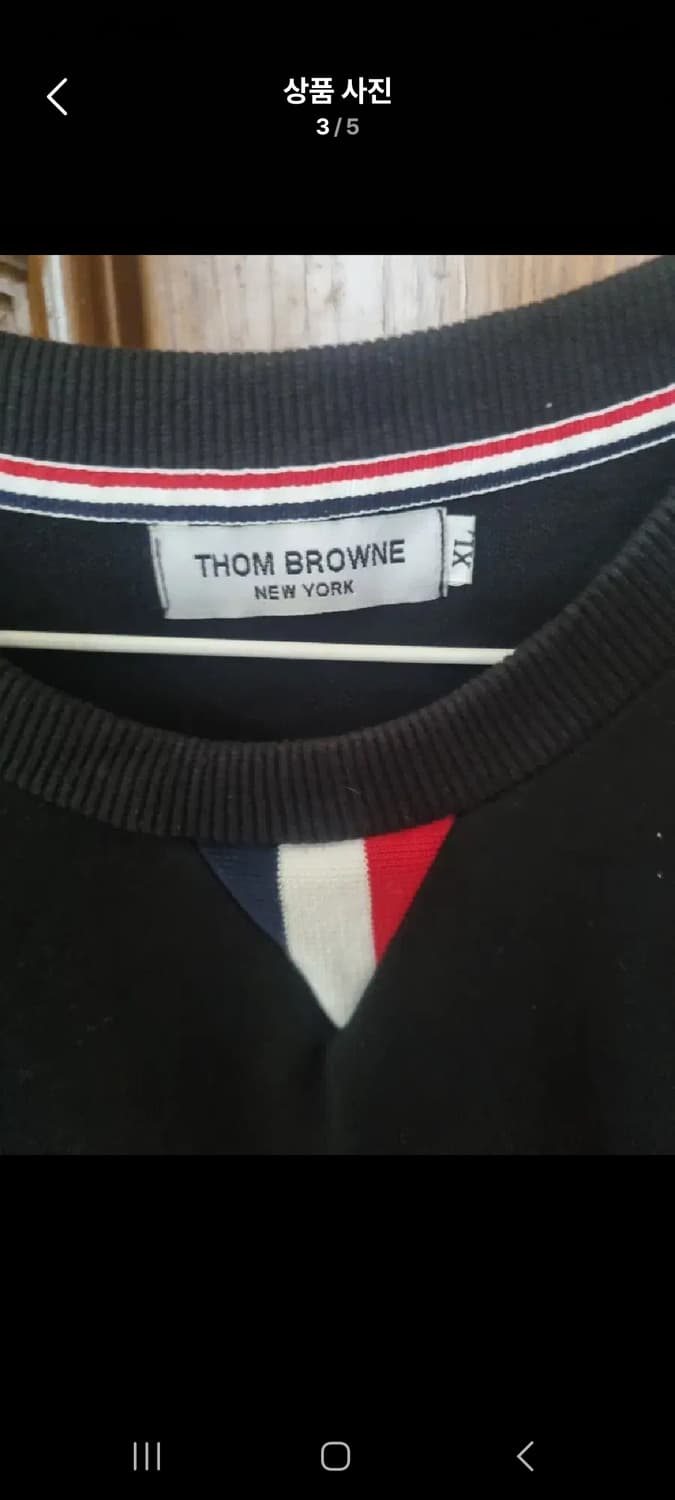 상품 사진
3/5
THOM BROWNE
NEW YORK
XL